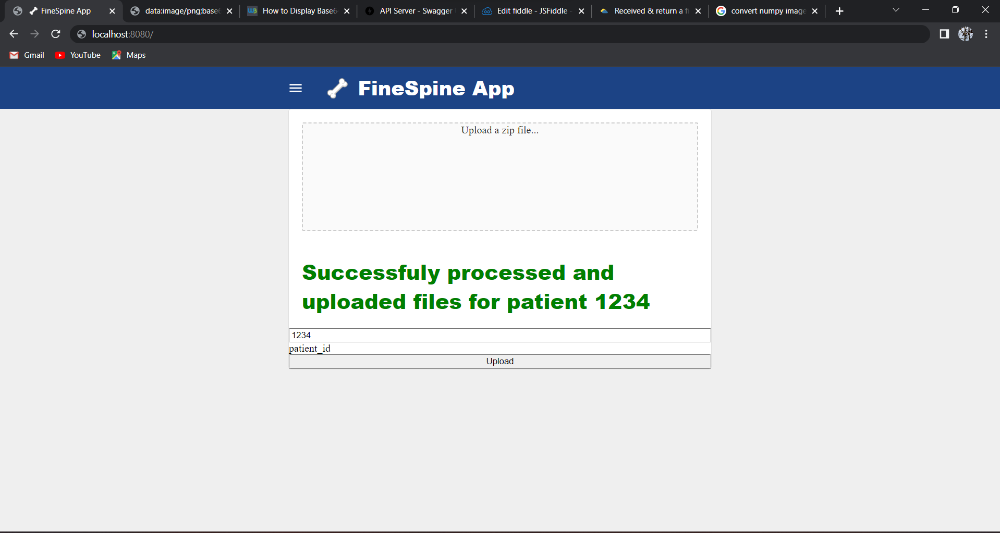 FineSpine App
data:image/png;base6
How to Display Base6
API Server - Swagger
Edit fiddle - JSFiddle -
Received & return a fi
convert numpy image
localhost:8080/
Gmail
YouTube
Maps
FineSpine App
Upload a zip file...
Successfuly processed and
uploaded files for patient 1234
1234
patient_id
Upload